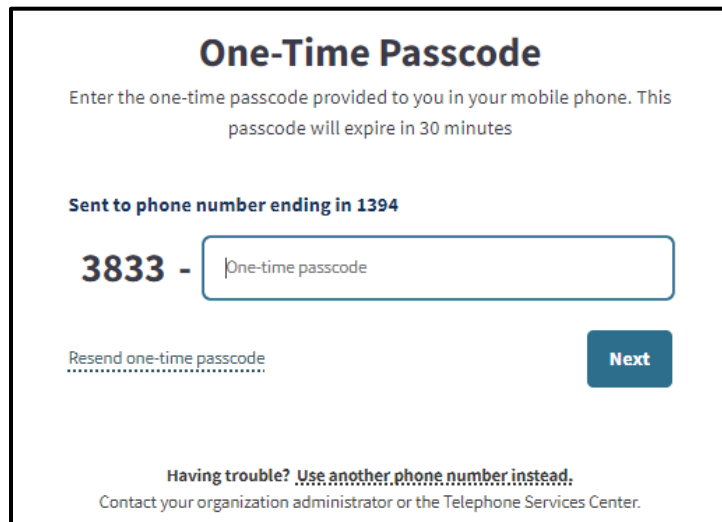 One-Time Passcode
Enter the one-time passcode provided to you in your mobile phone. This
passcode will expire in 30 minutes
Sent to phone number ending in 1394
3833 - One-time passcode
Resend one-time passcode Next
Having trouble? Use another phone number instead.
Contact your organization administrator or the Telephone Services Center.